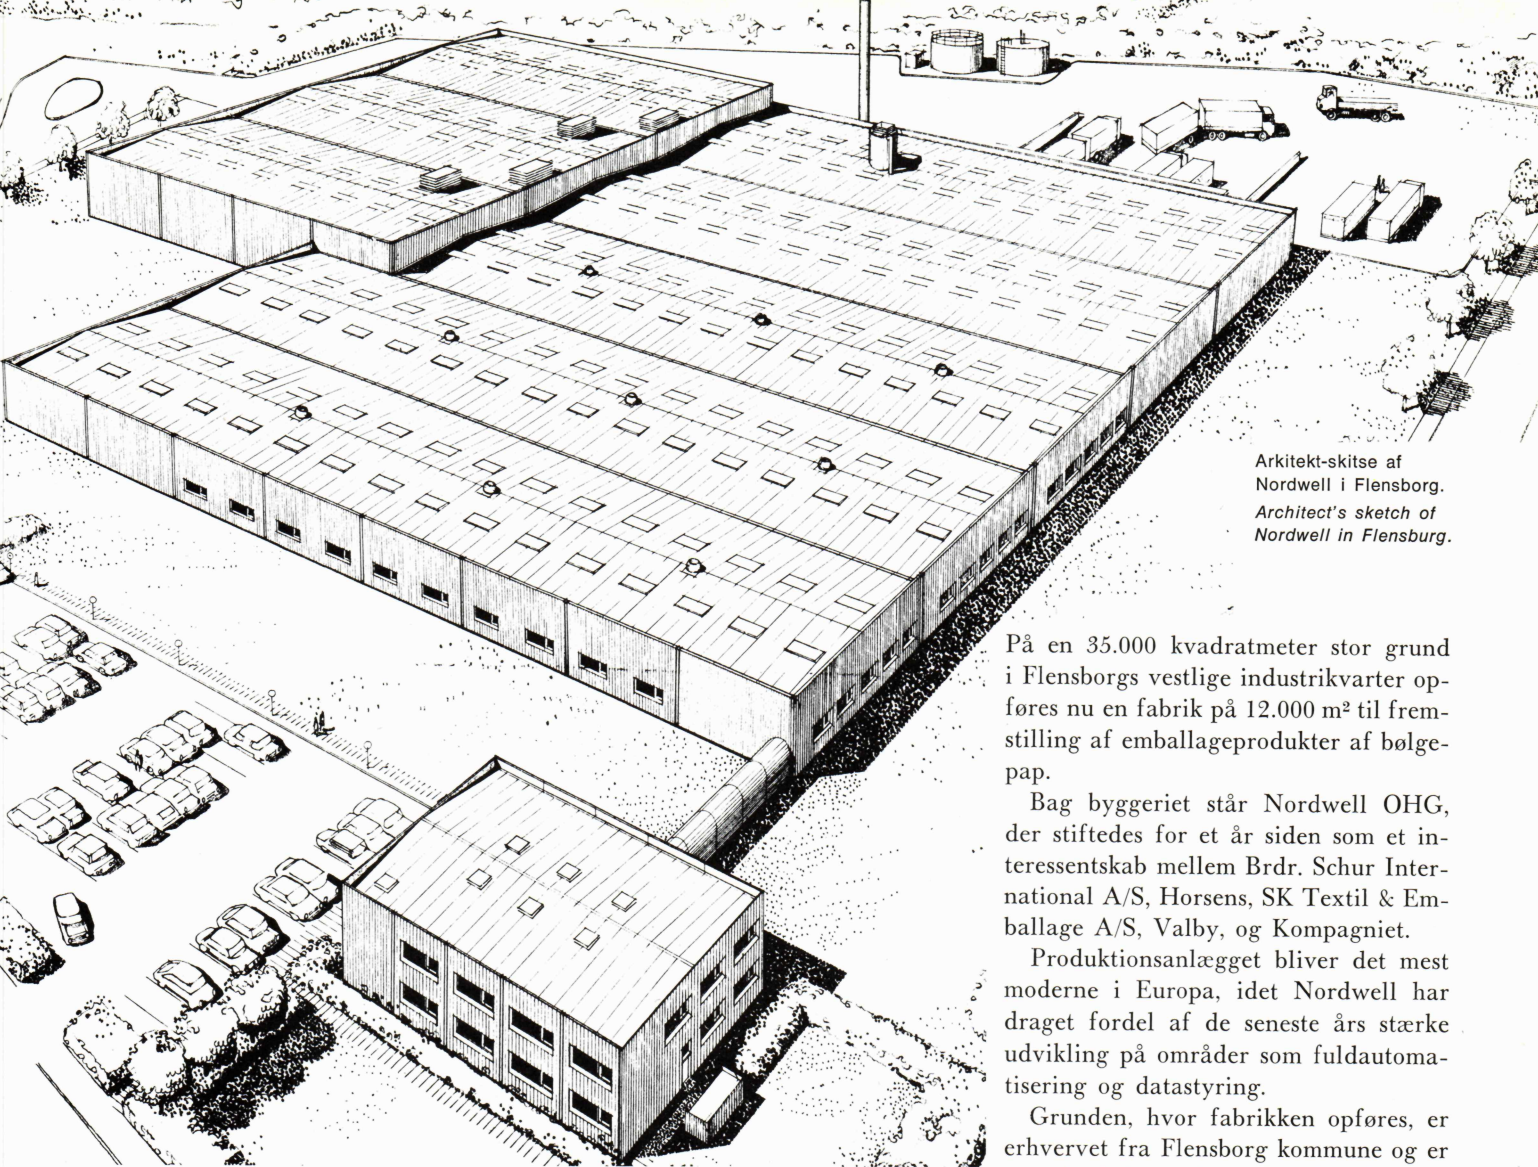 Arkitekt-skitse af
Nordwell i Flensborg.
Architect's sketch of
Nordwell in Flensburg.
På en 35.000 kvadratmeter stor grund
i Flensborgs vestlige industrikvarter op-
føres nu en fabrik på 12.000 m² til frem-
stilling af emballageprodukter af bølge-
pap.
Bag byggeriet står Nordwell OHG,
der stiftedes for et år siden som et in-
teressentskab mellem Brdr. Schur Inter-
national A/S, Horsens, SK Textil & Em-
ballage A/S, Valby, og Kompagniet.
Produktionsanlægget bliver det mest
moderne i Europa, idet Nordwell har
draget fordel af de seneste års stærke
udvikling på områder som fuldautoma-
tisering og datastyring.
Grunden, hvor fabrikken opføres, er
erhvervet fra Flensborg kommune og er